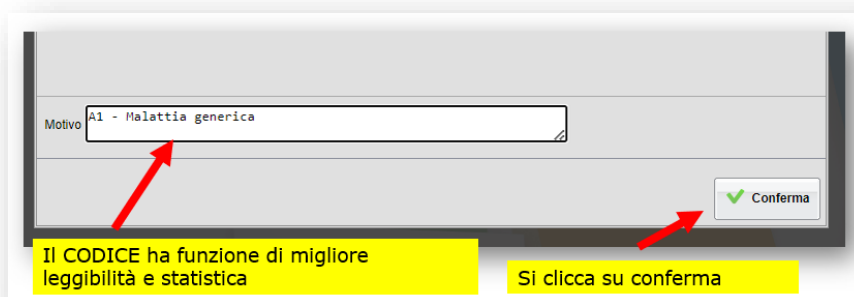 Motivo A1 - Malattia generica
Conferma
Il CODICE ha funzione di migliore
leggibilità e statistica
Si clicca su conferma